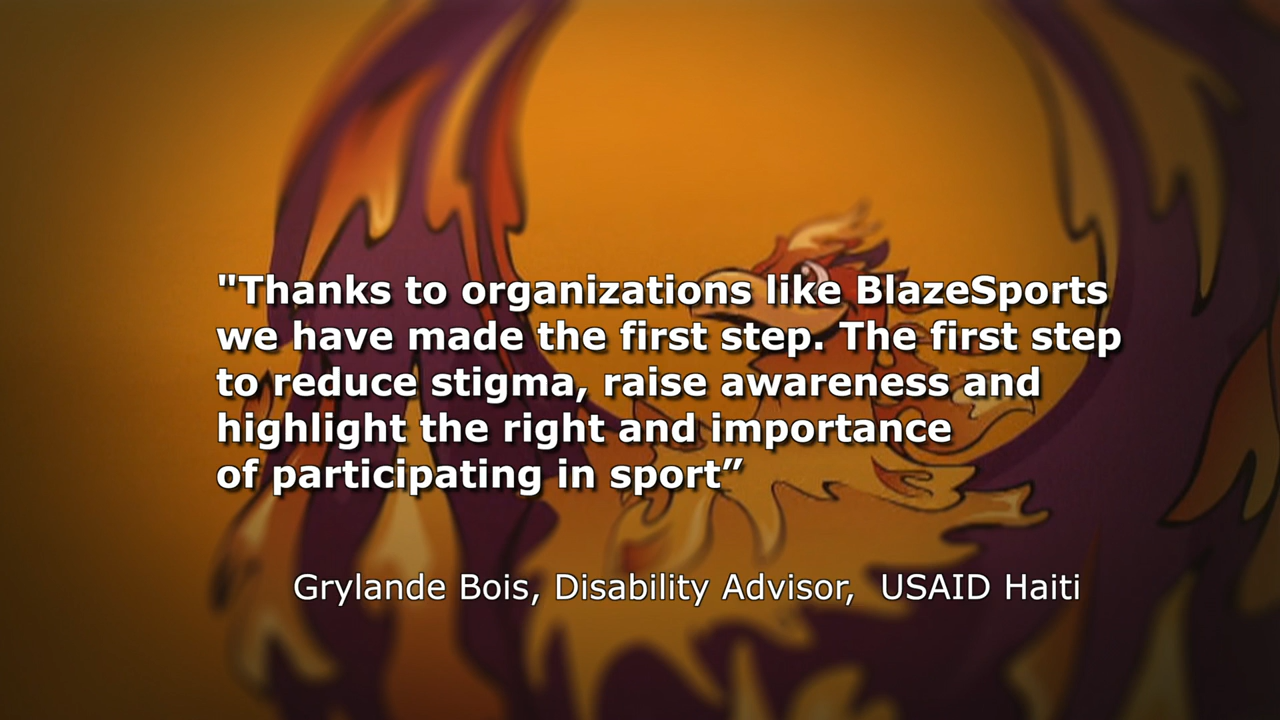 "Thanks to organizations like BlazeSports
we have made the first step. The first step
to reduce stigma, raise awareness and
highlight the right and importance
of participating in sport”
Grylande Bois, Disability Advisor,  USAID Haiti